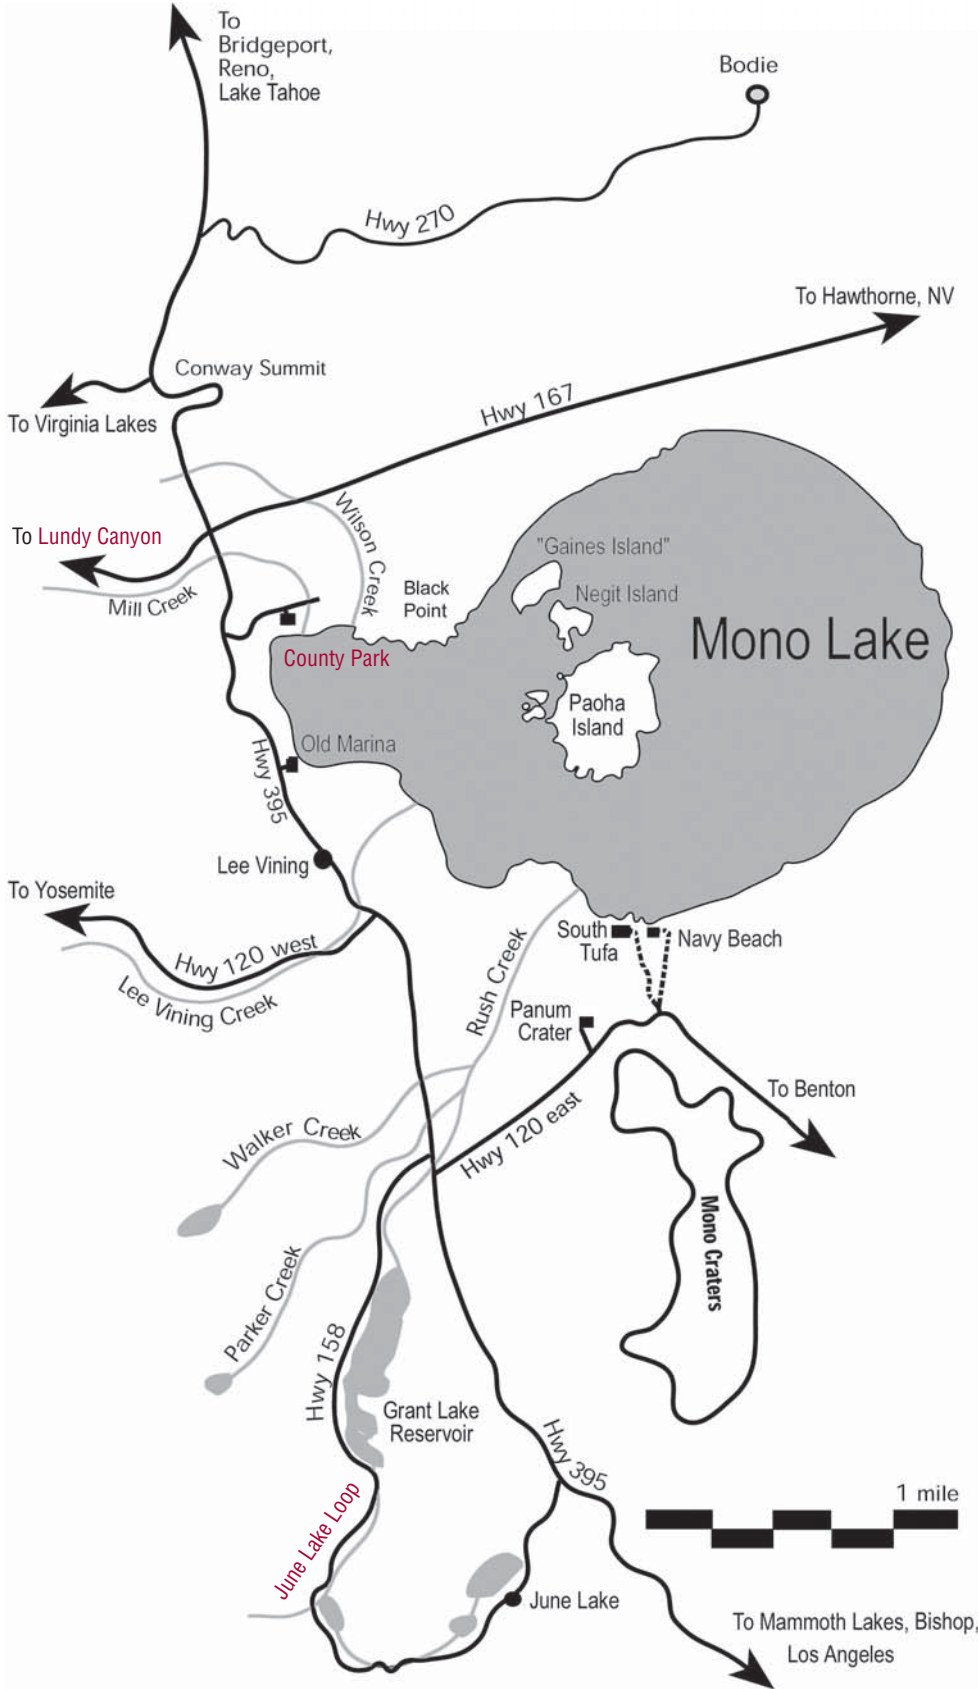 To
Bridgeport,
Reno,
Lake Tahoe
Bodie
Hwy 270
To Hawthorne, NV
Conway Summit
To Virginia Lakes
Hwy 167
To Lundy Canyon
Wilson Creek
Mill Creek
Black
Point
"Gaines Island"
Negit Island
Mono Lake
County Park
Paoha
Island
Old Marina
Hwy 395
Lee Vining
To Yosemite
Hwy 120 west
Lee Vining Creek
Rush Creek
South
Tufa
Navy Beach
Panum
Crater
To Benton
Hwy 120 east
Walker Creek
Mono Craters
Parker Creek
Hwy 158
Grant Lake
Reservoir
Hwy 395
1 mile
June Lake Loop
June Lake
To Mammoth Lakes, Bishop,
Los Angeles